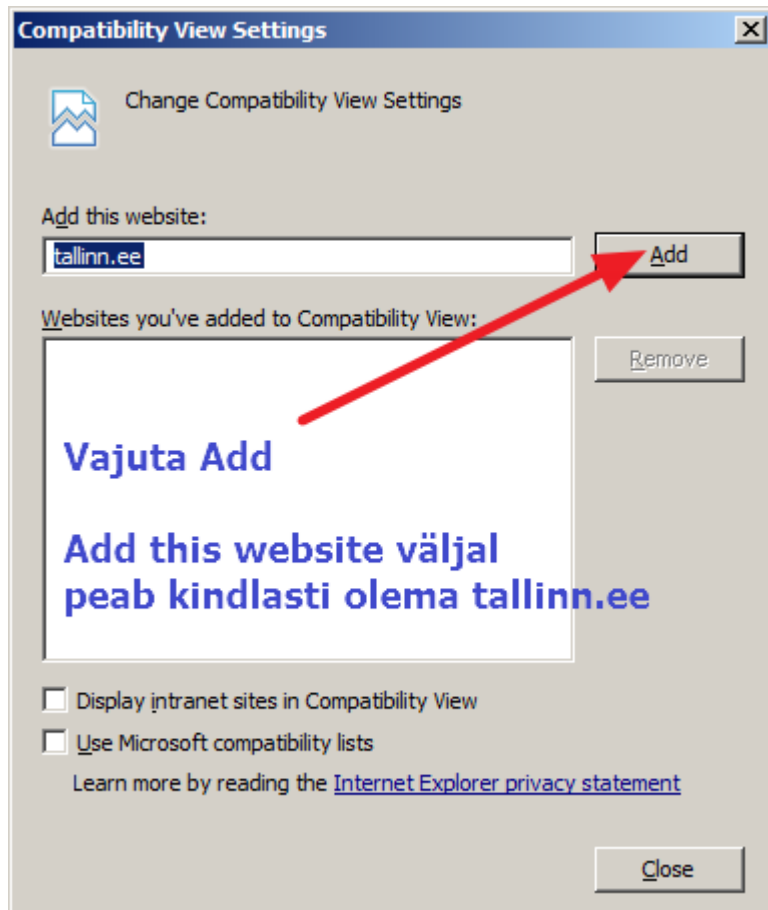 Compatibility View Settings
Change Compatibility View Settings
Add this website:
tallinn.ee
Add
Websites you've added to Compatibility View:
Remove
Vajuta Add
Add this website väljal
peab kindlasti olema tallinn.ee
Display intranet sites in Compatibility View
Use Microsoft compatibility lists
Learn more by reading the Internet Explorer privacy statement
Close